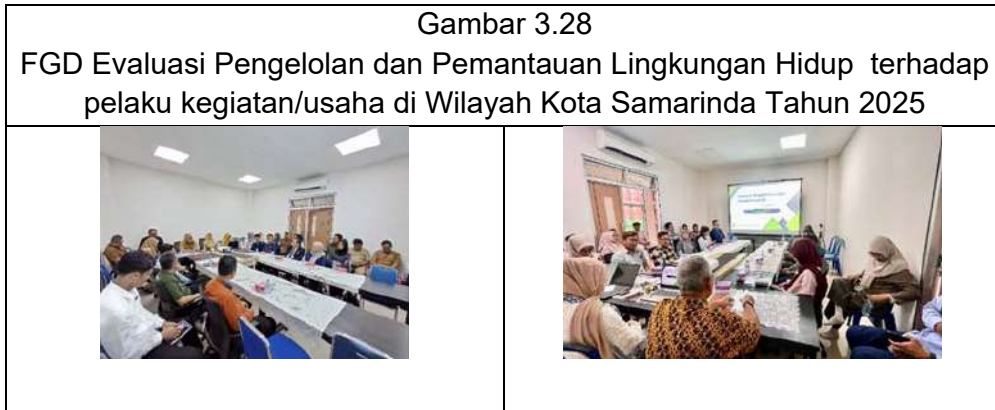 Gambar 3.28
FGD Evaluasi Pengelolan dan Pemantauan Lingkungan Hidup terhadap
pelaku kegiatan/usaha di Wilayah Kota Samarinda Tahun 2025